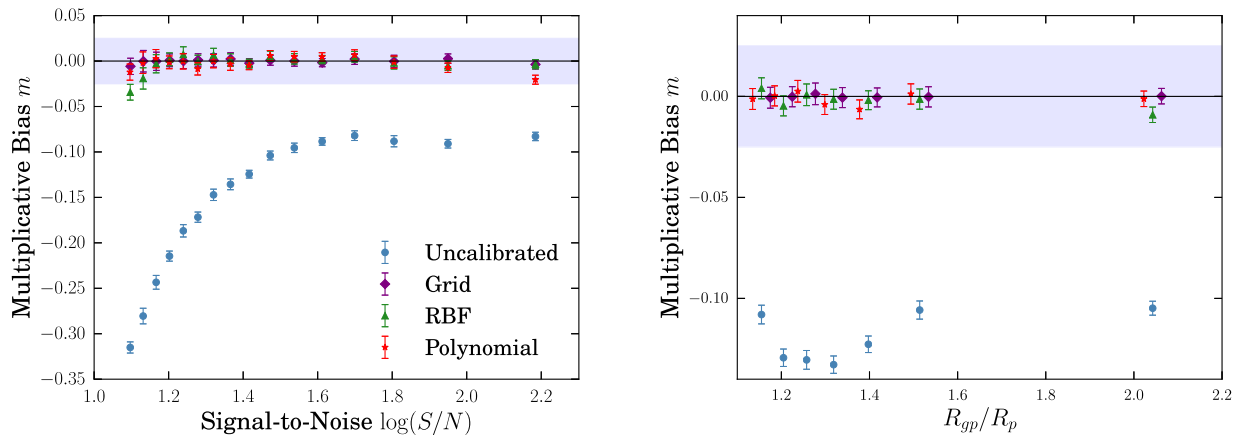 0.05
0.00
−0.05
−0.10
−0.15
−0.20
−0.25
−0.30
−0.35
1.0 1.2 1.4 1.6 1.8 2.0 2.2
Multiplicative Bias m
Signal-to-Noise log(S/N)
Uncalibrated
Grid
RBF
Polynomial
0.00
−0.05
−0.10
1.2 1.4 1.6 1.8 2.0 2.2
Multiplicative Bias m
R_{gp}/R_p